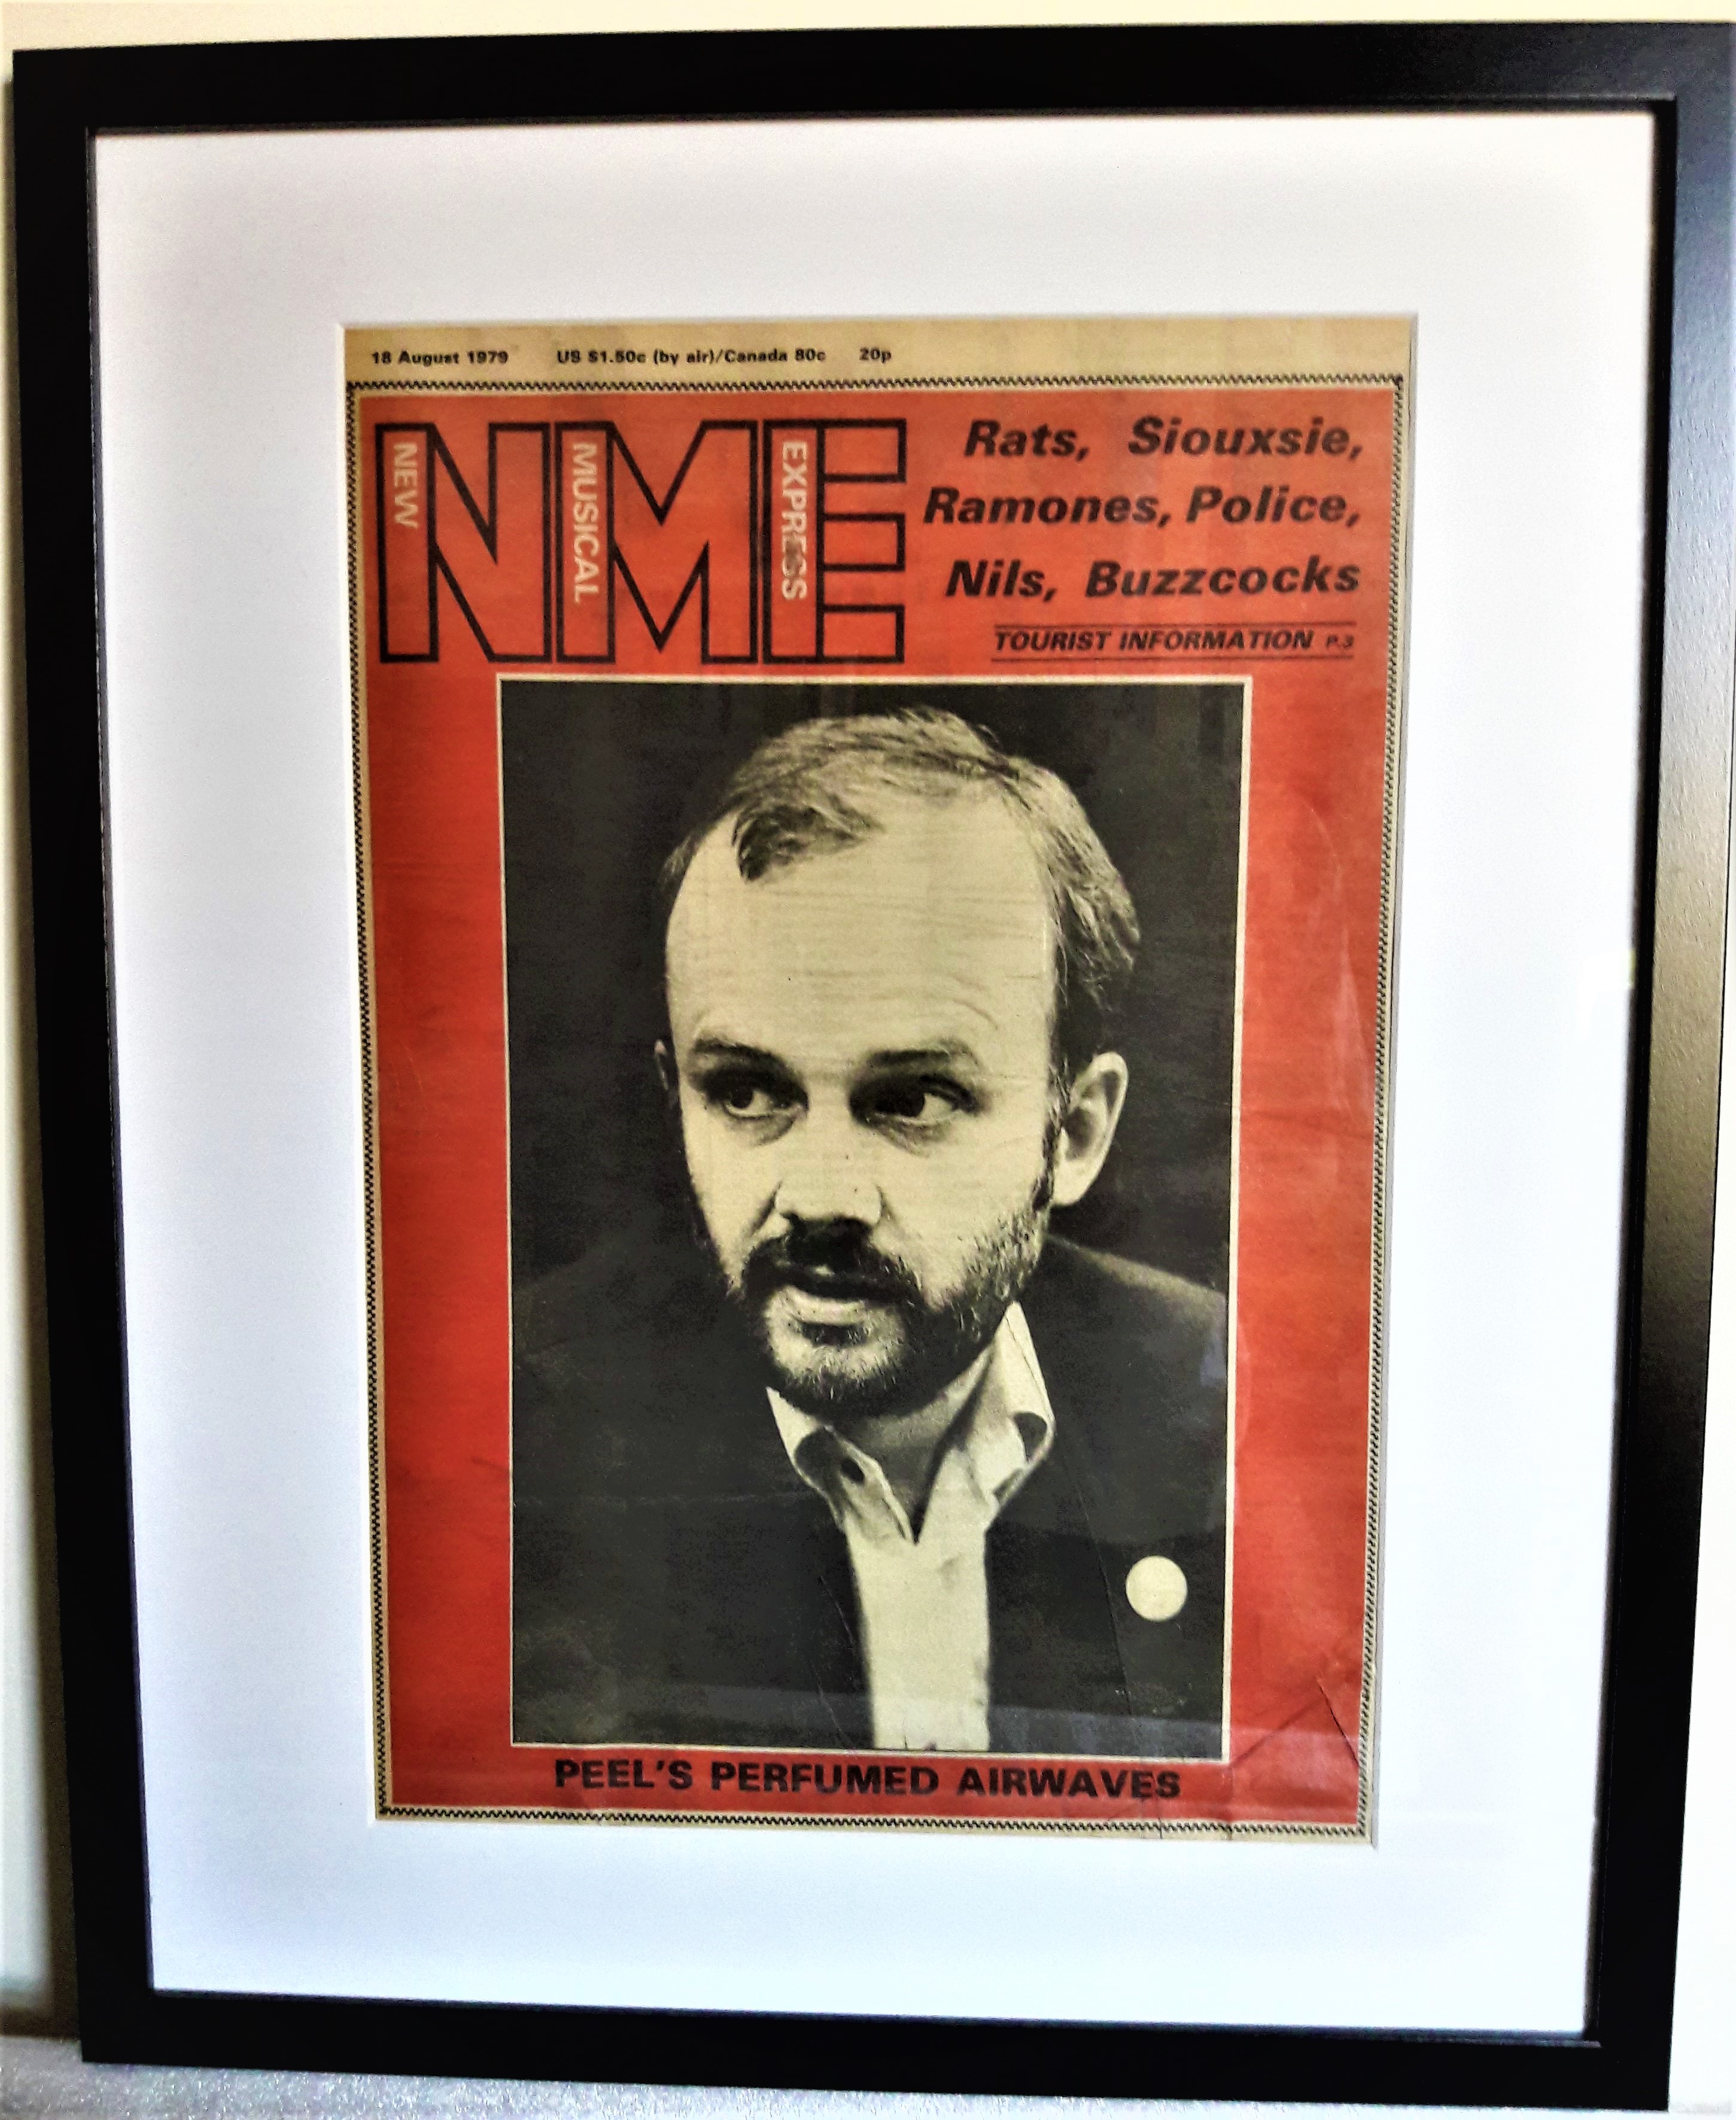 18 August 1979 US $1.50c (by air)/Canada 80c 20p
NME
NEW
MUSICAL
EXPRESS
Rats, Siouxsie,
Ramones, Police,
Nils, Buzzcocks
TOURIST INFORMATION P.3
PEEL'S PERFUMED AIRWAVES